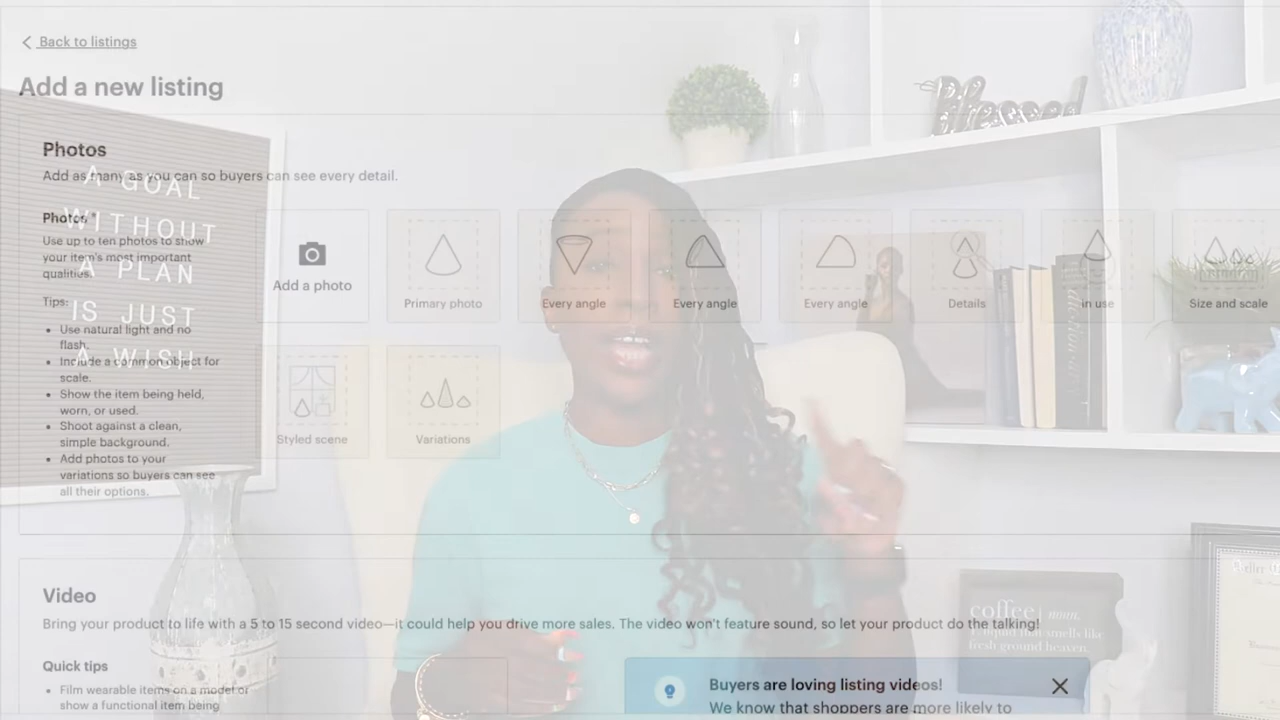 Back to listings
Add a new listing
Photos
Add as many as you can so buyers can see every detail.
Photos *
Use up to ten photos to show
your item's most important
qualities.
Tips:
Use natural light and no
flash.
Include a common object for
scale.
Show the item being held,
worn, or used.
Shoot against a clean,
simple background.
Add photos to your
variations so buyers can see
all their options.
Add a photo
Primary photo
Every angle
Every angle
Every angle
Details
in use
Size and scale
Styled scene
Variations
Video
Bring your product to life with a 5 to 15 second video—it could help you drive more sales. The video won't feature sound, so let your product do the talking!
Quick tips
Film wearable items on a model or
show a functional item being
Buyers are loving listing videos!
We know that shoppers are more likely to
A GOAL
WITHOUT
A PLAN
IS JUST
A WISH
Blessed
coffee noun.
a liquid that smells like
fresh ground heaven.